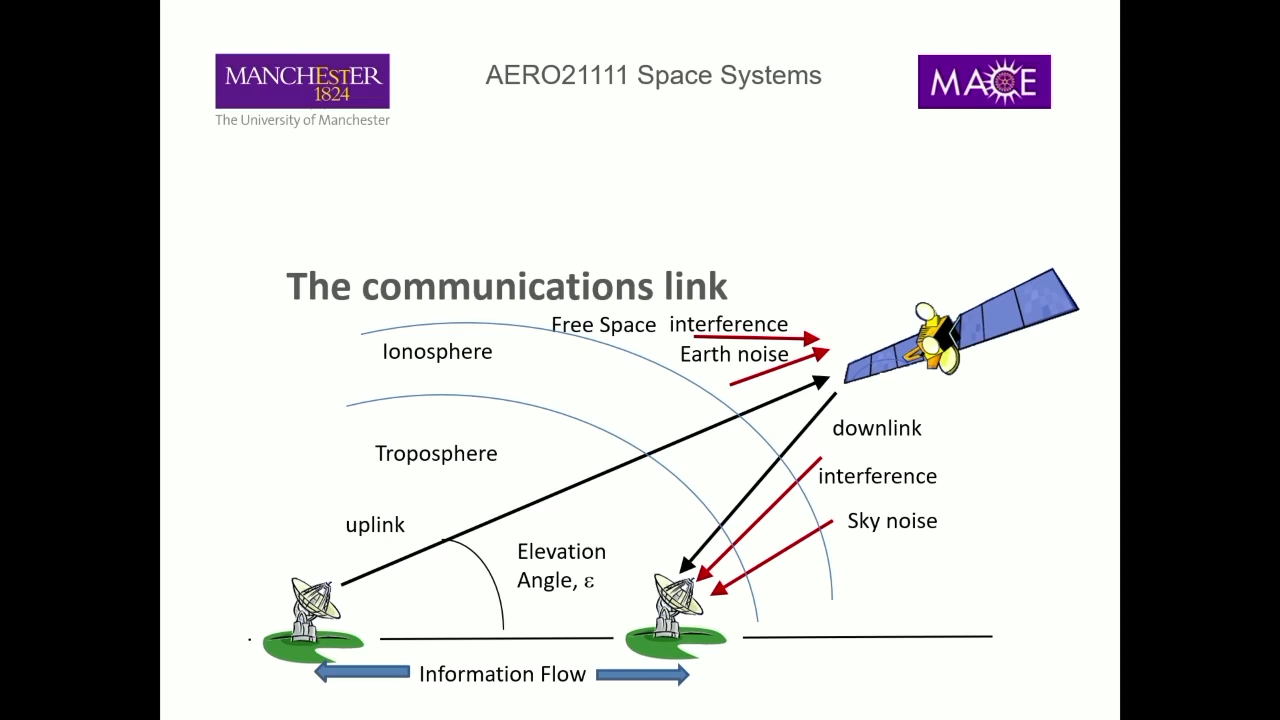 MANCHESTER
1824
The University of Manchester
AERO21111 Space Systems
MACE
The communications link
Free Space
interference
Ionosphere
Earth noise
downlink
Troposphere
interference
uplink
Sky noise
Elevation
Angle, ε
Information Flow